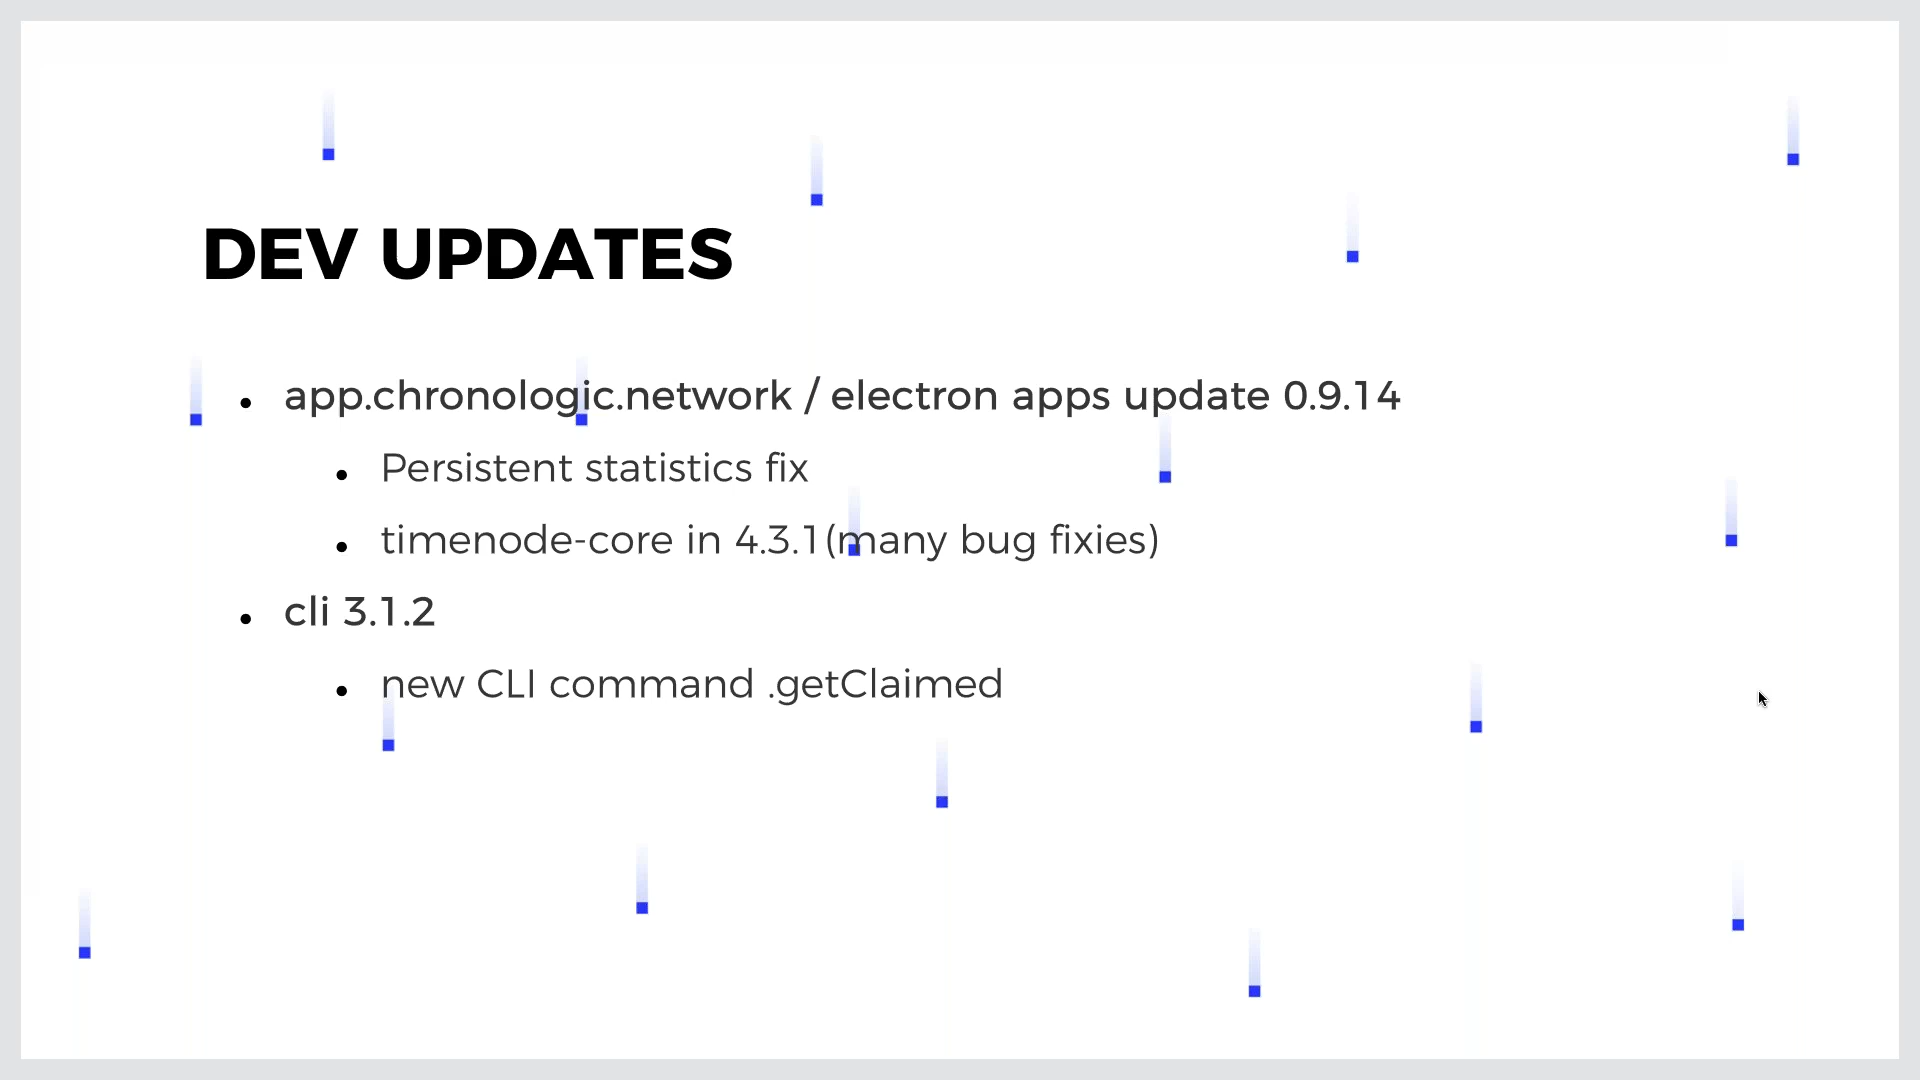 DEV UPDATES
• app.chronologic.network / electron apps update 0.9.14
• Persistent statistics fix
• timenode-core in 4.3.1(many bug fixies)
• cli 3.1.2
• new CLI command .getClaimed